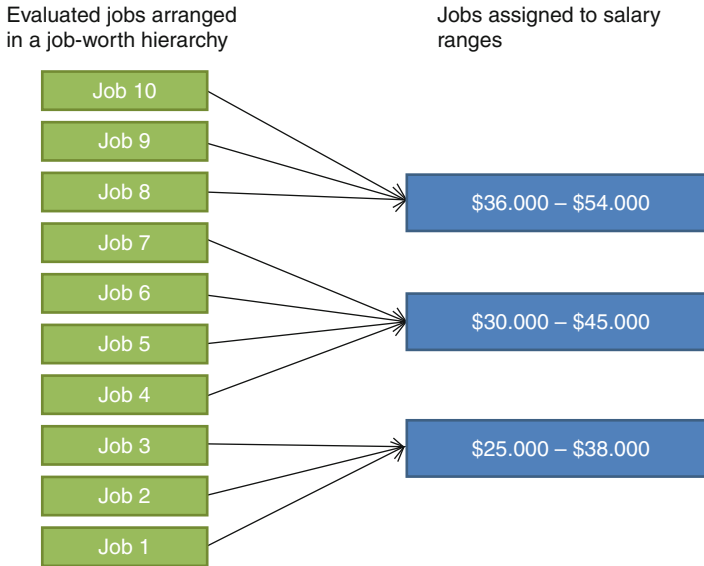 Evaluated jobs arranged
in a job-worth hierarchy
Jobs assigned to salary
ranges
Job 10
Job 9
Job 8
$36.000 – $54.000
Job 7
Job 6
$30.000 – $45.000
Job 5
Job 4
Job 3
$25.000 – $38.000
Job 2
Job 1